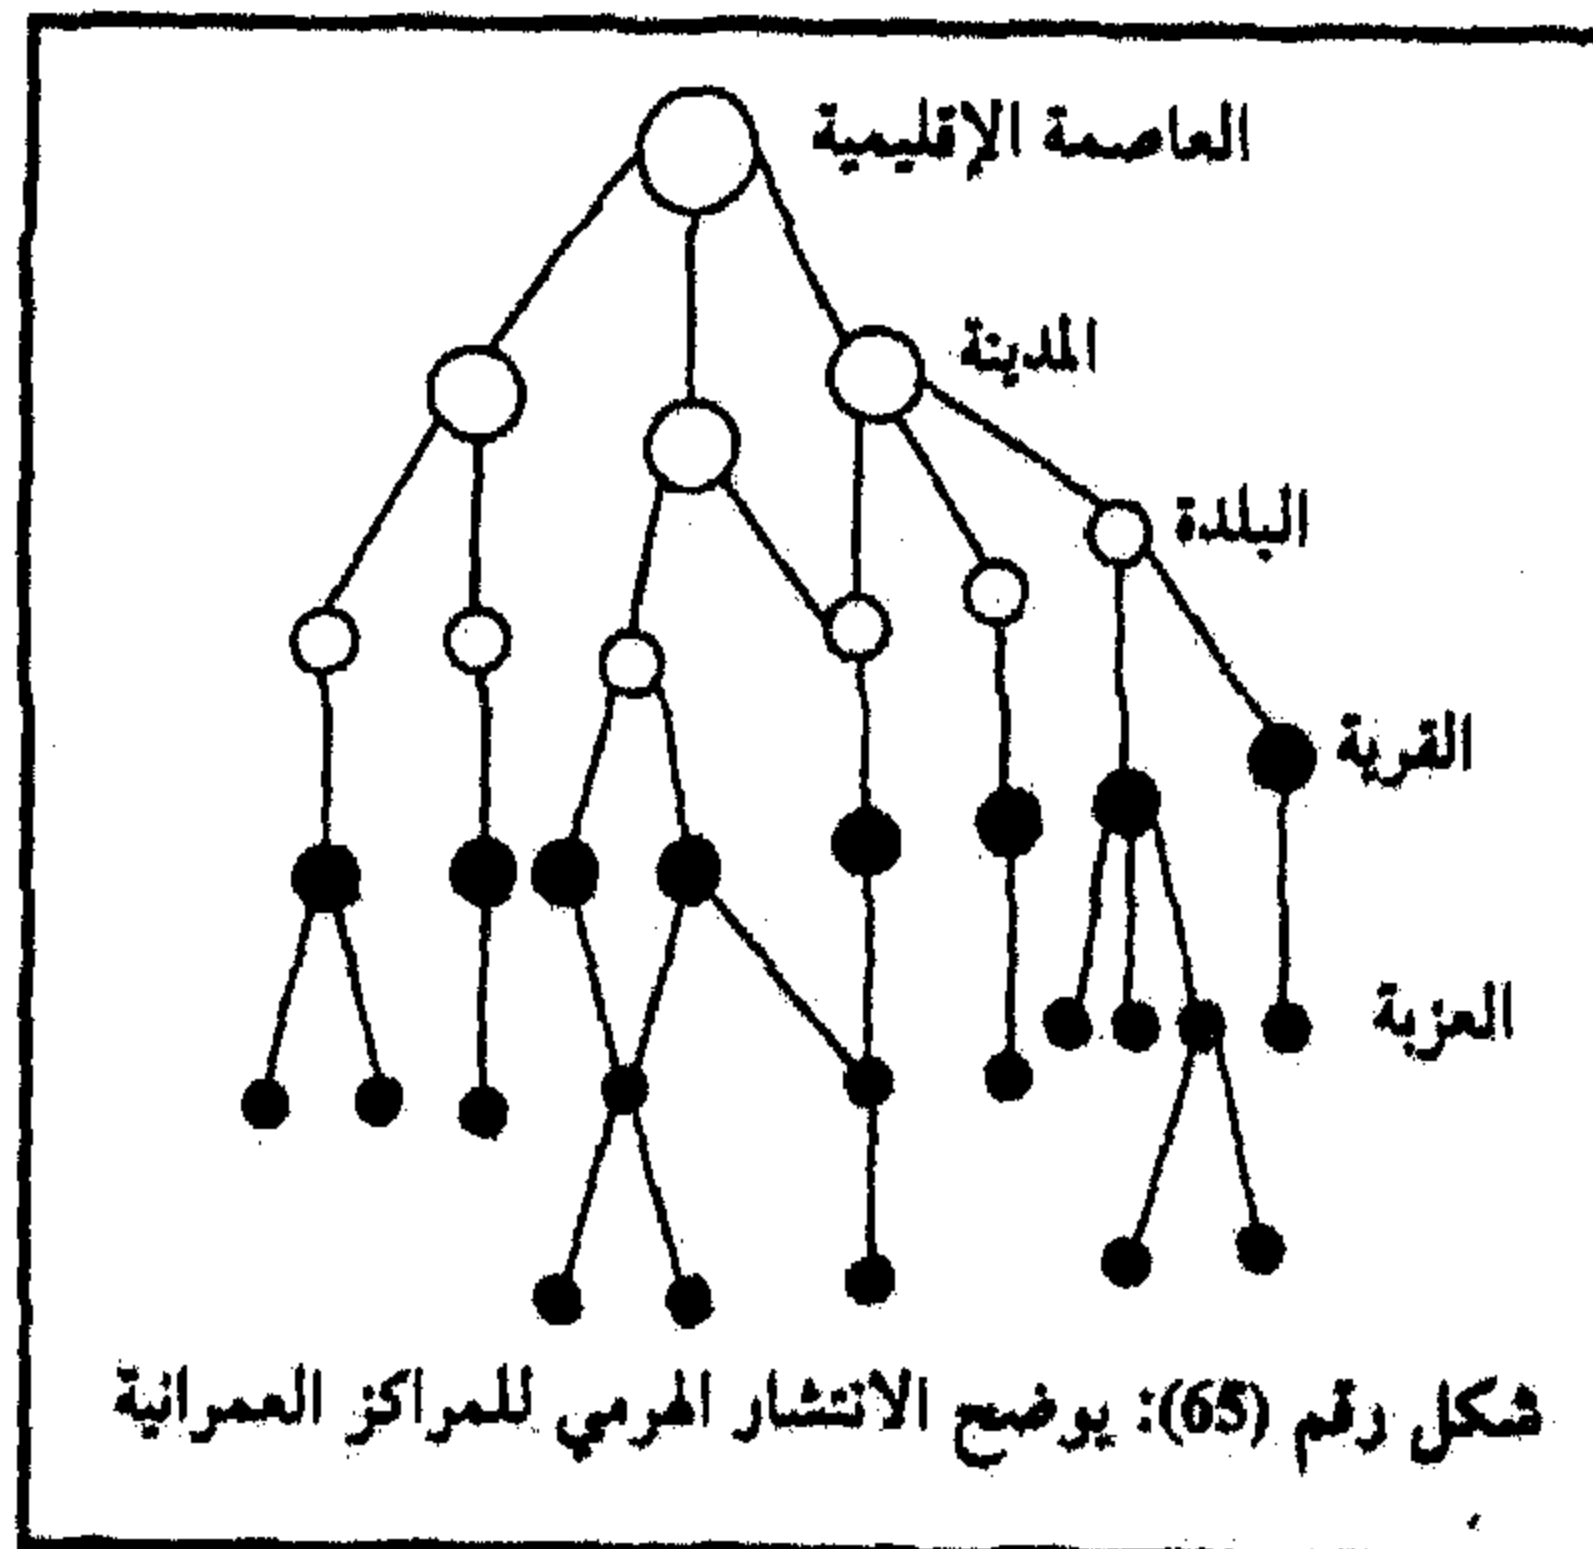 العاصمة الإقليمية
المدينة
البلدة
القرية
العزبة
شكل رقم (65): يوضح الانتشار الهرمي للمراكز العمرانية